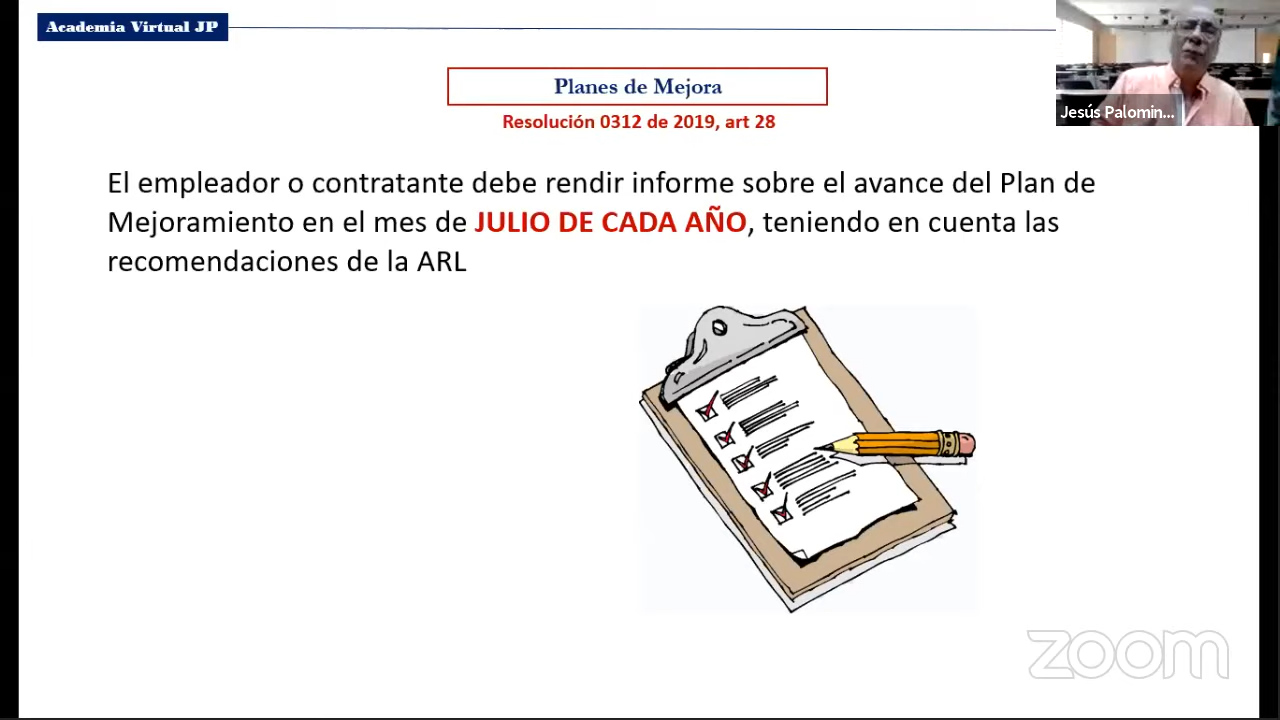 Academia Virtual JP
Jesús Palomin...
Planes de Mejora
Resolución 0312 de 2019, art 28
El empleador o contratante debe rendir informe sobre el avance del Plan de
Mejoramiento en el mes de JULIO DE CADA AÑO, teniendo en cuenta las
recomendaciones de la ARL
zoom